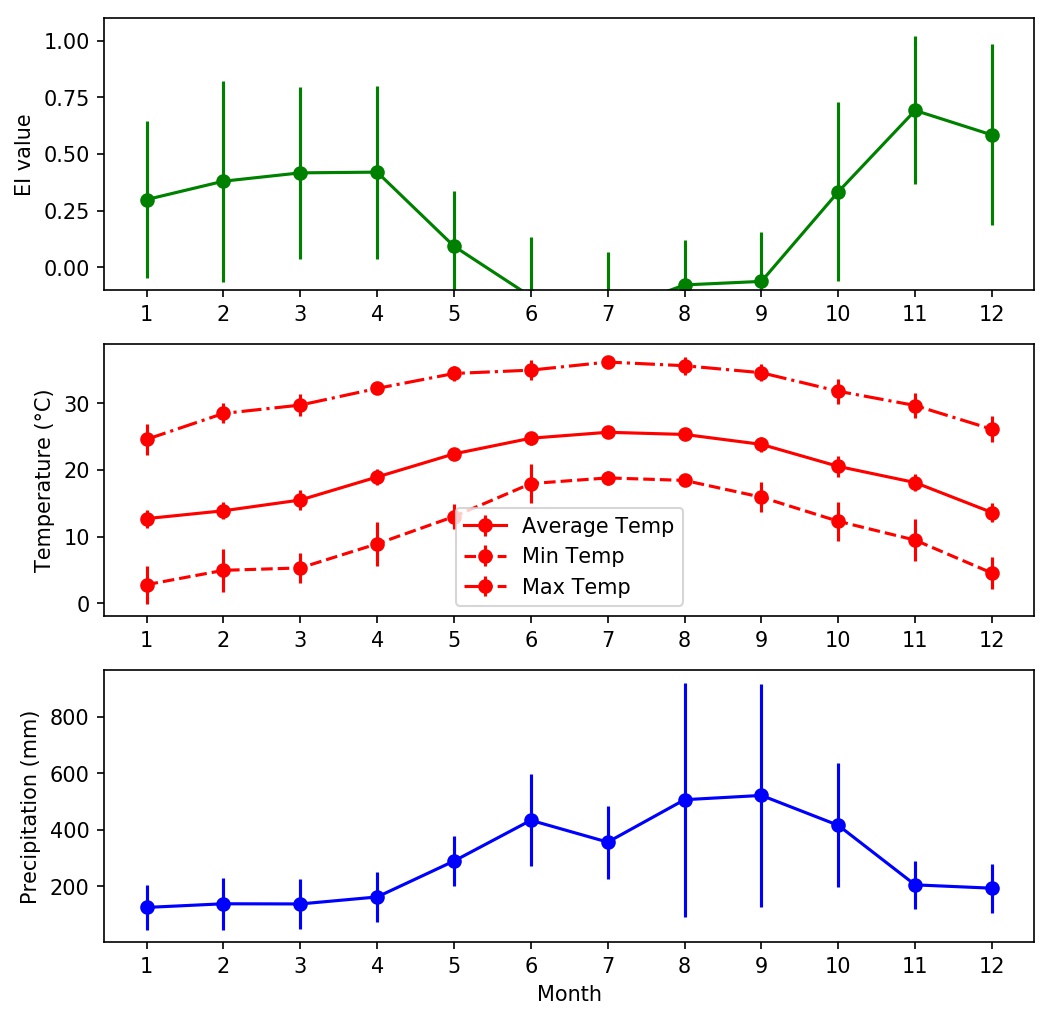 EI value
1.00
0.75
0.50
0.25
0.00
1 2 3 4 5 6 7 8 9 10 11 12
Temperature (°C)
30
20
10
0
Average Temp
Min Temp
Max Temp
1 2 3 4 5 6 7 8 9 10 11 12
Precipitation (mm)
800
600
400
200
1 2 3 4 5 6 7 8 9 10 11 12
Month